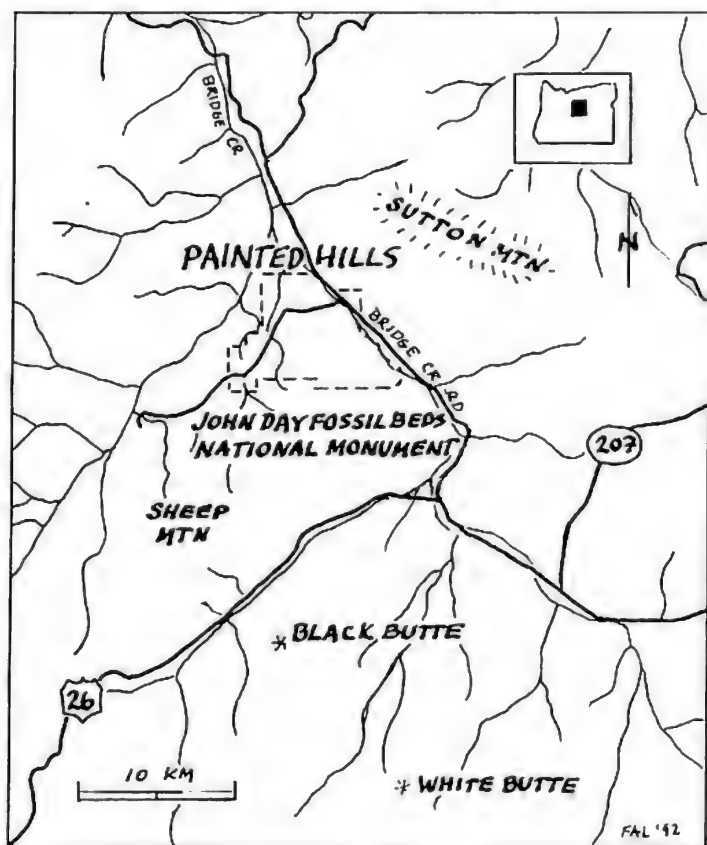 BRIDGE CR.
SUTTON MTN.
N
PAINTED HILLS
BRIDGE CR RD
JOHN DAY FOSSIL BEDS
NATIONAL MONUMENT
207
SHEEP
MTN
BLACK BUTTE
26
10 KM
WHITE BUTTE
FAL '92